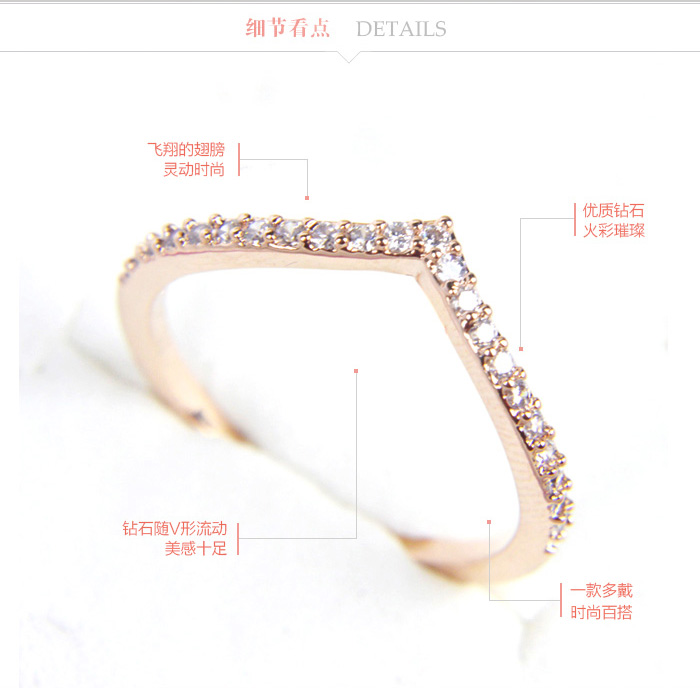 细节看点 DETAILS
飞翔的翅膀
灵动时尚
优质钻石
火彩璀璨
钻石随V形流动
美感十足
一款多戴
时尚百搭